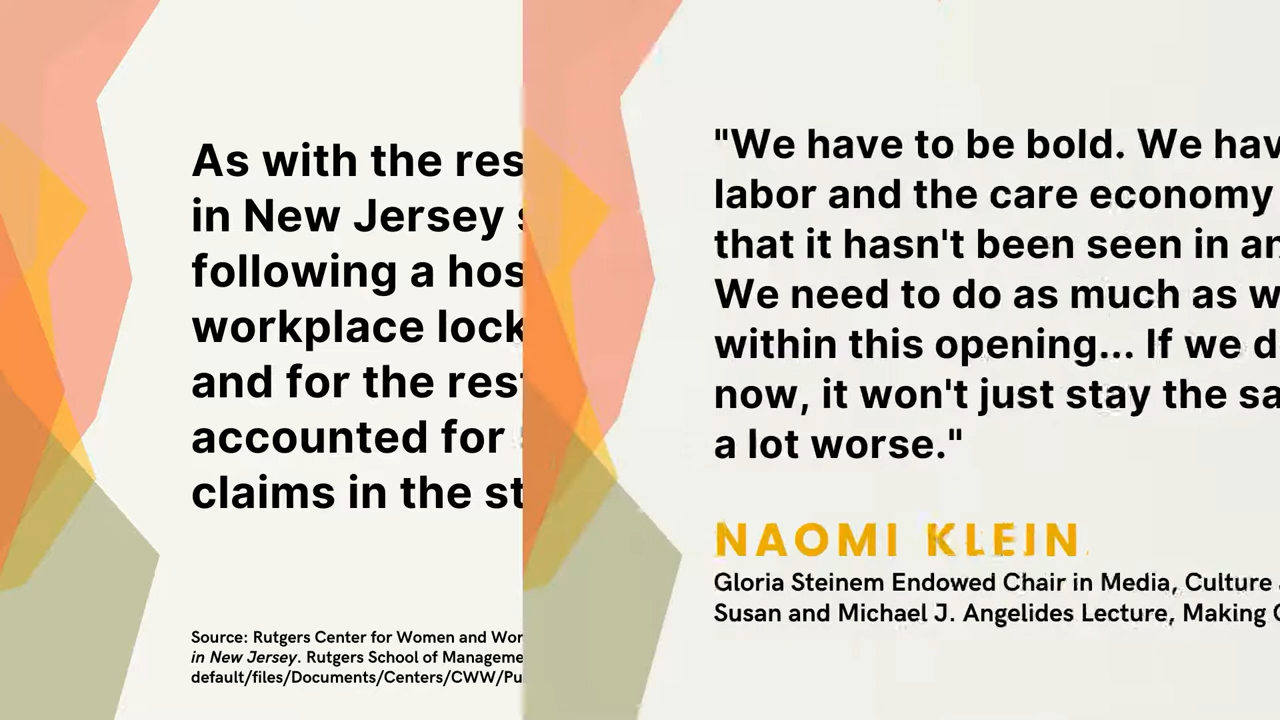 As with the res
in New Jersey
following a hos
workplace lock
and for the rest
accounted for
claims in the st
Source: Rutgers Center for Women and Wor
in New Jersey. Rutgers School of Manageme
default/files/Documents/Centers/CWW/Pu
"We have to be bold. We hav
labor and the care economy
that it hasn't been seen in an
We need to do as much as w
within this opening... If we d
now, it won't just stay the sa
a lot worse."
NAOMI KLEIN
Gloria Steinem Endowed Chair in Media, Culture
Susan and Michael J. Angelides Lecture, Making